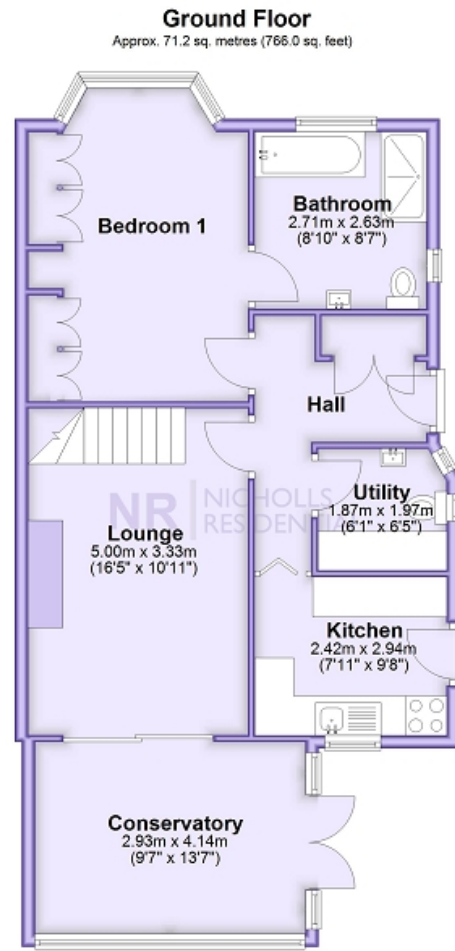 Ground Floor
Approx. 71.2 sq. metres (766.0 sq. feet)
Bedroom 1
Bathroom
2.71m x 2.63m
(8'10" x 8'7")
Hall
NR
NICHOLLS
Utility
1.87m x 1.97m
(6'1" x 6'5")
Lounge
5.00m x 3.33m
(16'5" x 10'11")
Kitchen
2.42m x 2.94m
(7'11" x 9'8")
Conservatory
2.93m x 4.14m
(9'7" x 13'7")